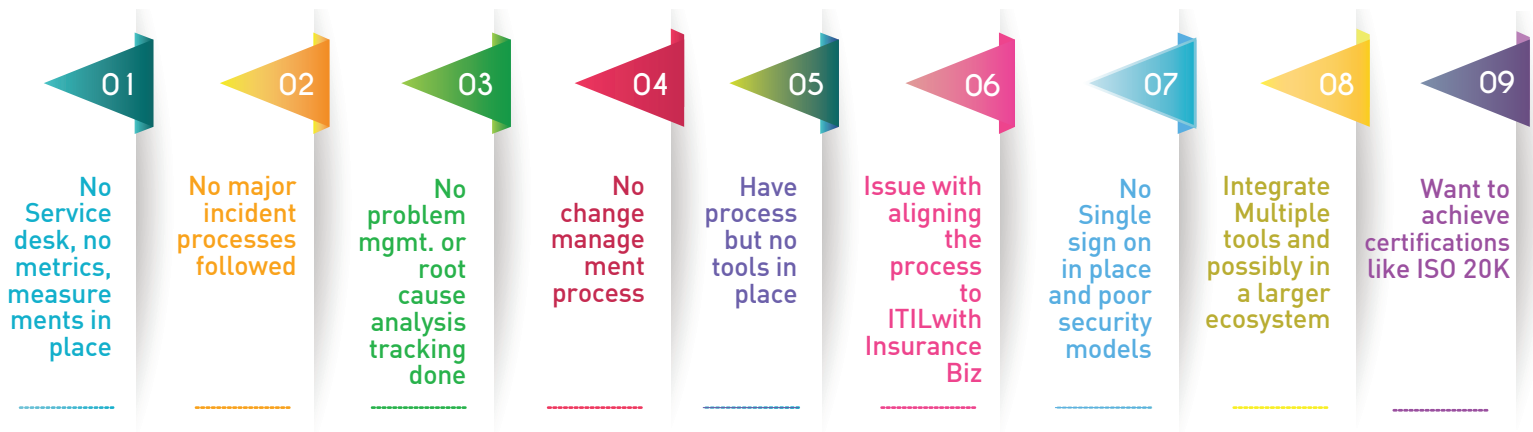 01
No
Service
desk, no
metrics,
measure
ments in
place
02
No major
incident
processes
followed
03
No
problem
mgmt. or
root
cause
analysis
tracking
done
04
No
change
manage
ment
process
05
Have
process
but no
tools in
place
06
Issue with
aligning
the
process
to
ITILwith
Insurance
Biz
07
No
Single
sign on
in place
and poor
security
models
08
Integrate
Multiple
tools and
possibly in
a larger
ecosystem
09
Want to
achieve
certifications
like ISO 20K